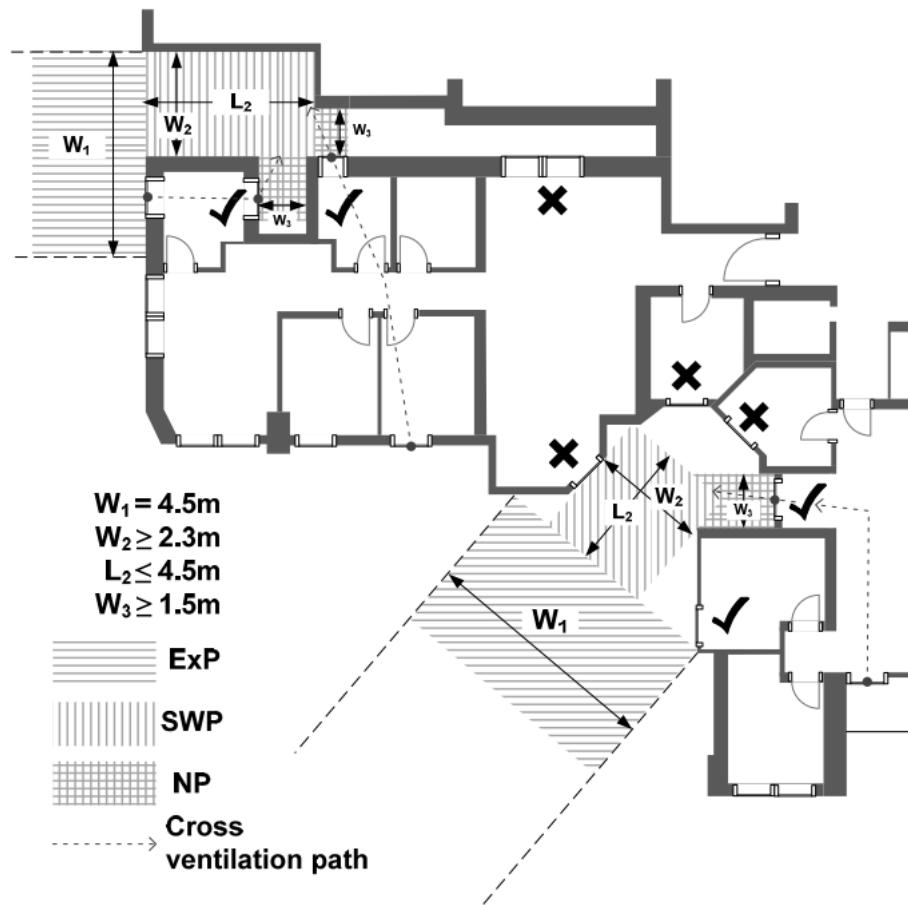 L₂
W₂
W₁
W₃
W₃
W₂
L₂
W₃
W₁
W₁ = 4.5m
W₂ ≥ 2.3m
L₂ ≤ 4.5m
W₃ ≥ 1.5m
ExP
SWP
NP
Cross
ventilation path